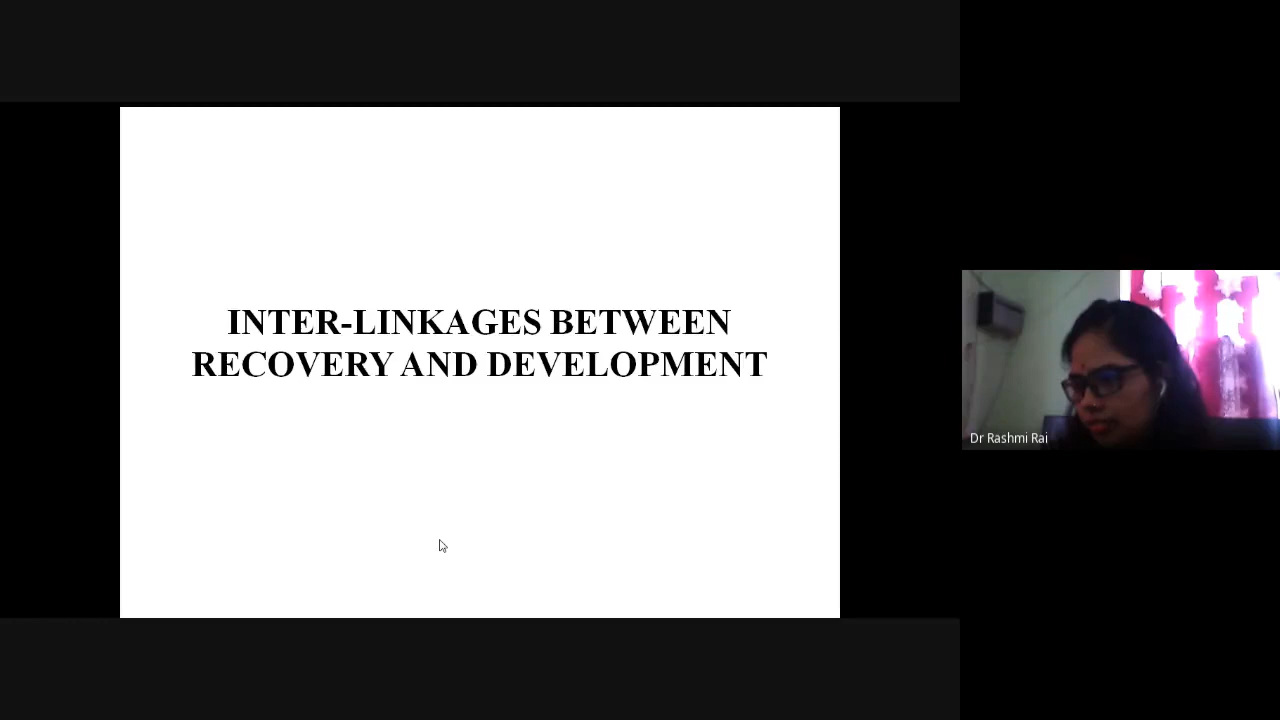 INTER-LINKAGES BETWEEN
RECOVERY AND DEVELOPMENT
Dr Rashmi Rai